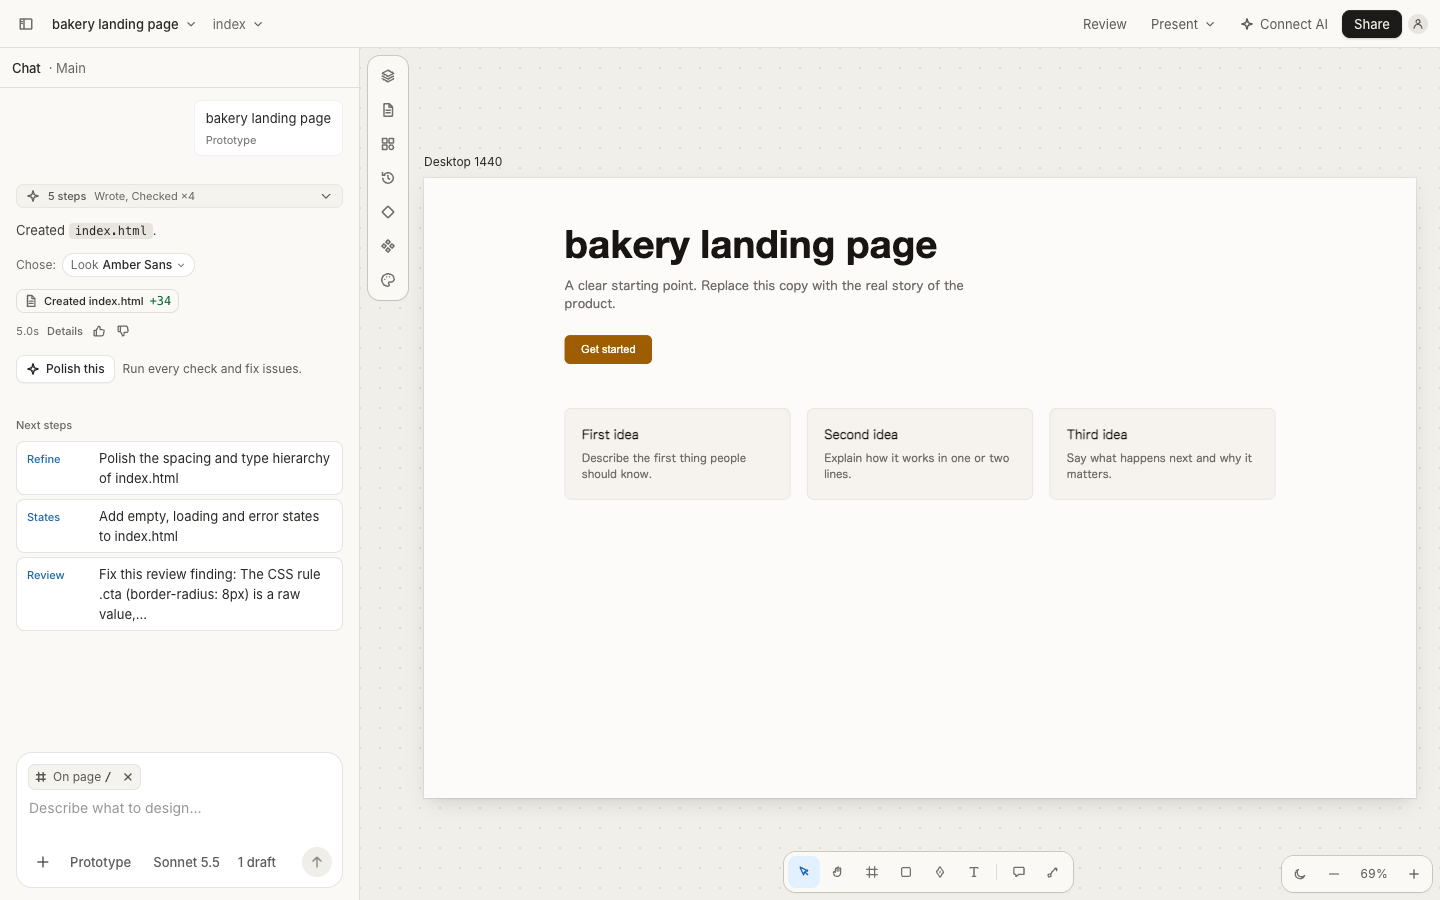 bakery landing page
index
Review
Present
Connect AI
Share
Chat · Main
bakery landing page
Prototype
5 steps Wrote, Checked ×4
Created index.html.
Chose: Look Amber Sans
Created index.html +34
5.0s Details
Polish this Run every check and fix issues.
Next steps
Refine Polish the spacing and type hierarchy
of index.html
States Add empty, loading and error states
to index.html
Review Fix this review finding: The CSS rule
.cta (border-radius: 8px) is a raw
value,...
On page /
Describe what to design...
Prototype Sonnet 5.5 1 draft
Desktop 1440
bakery landing page
A clear starting point. Replace this copy with the real story of the
product.
Get started
First idea
Describe the first thing people
should know.
Second idea
Explain how it works in one or two
lines.
Third idea
Say what happens next and why it
matters.
T
69%